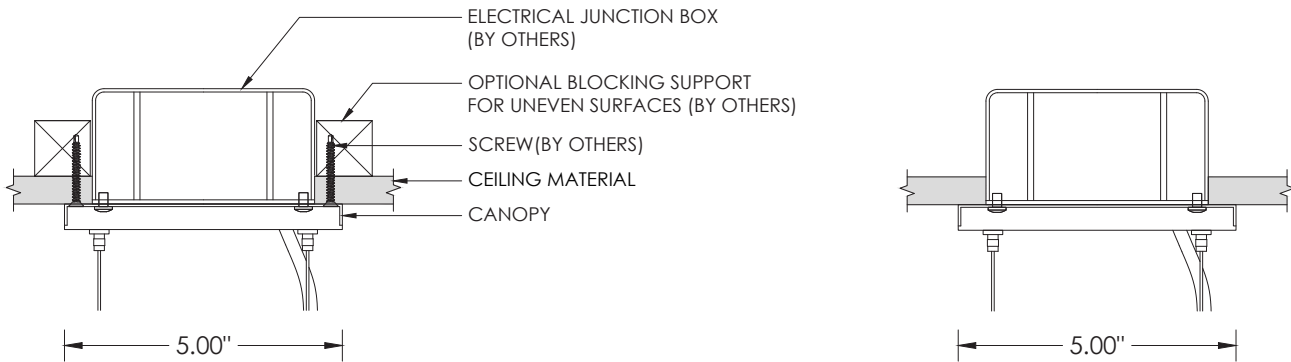 ELECTRICAL JUNCTION BOX
(BY OTHERS)
OPTIONAL BLOCKING SUPPORT
FOR UNEVEN SURFACES (BY OTHERS)
SCREW(BY OTHERS)
CEILING MATERIAL
CANOPY
5.00"
5.00"